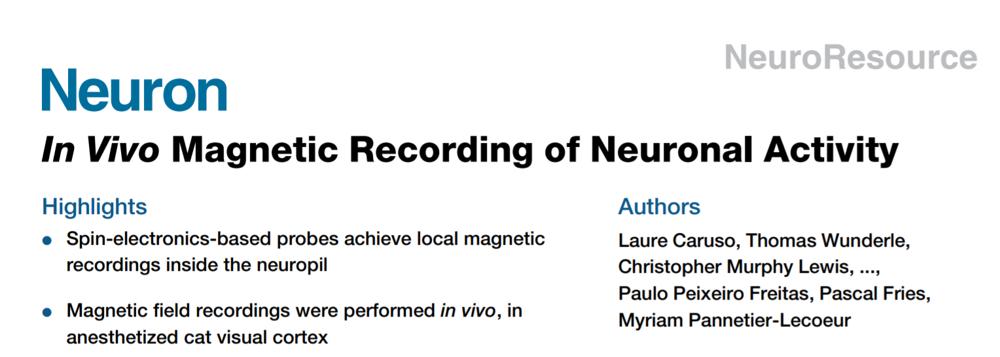 NeuroResource
Neuron
In Vivo Magnetic Recording of Neuronal Activity
Highlights
● Spin-electronics-based probes achieve local magnetic
recordings inside the neuropil
● Magnetic field recordings were performed in vivo, in
anesthetized cat visual cortex
Authors
Laure Caruso, Thomas Wunderle,
Christopher Murphy Lewis, ...,
Paulo Peixeiro Freitas, Pascal Fries,
Myriam Pannetier-Lecoeur